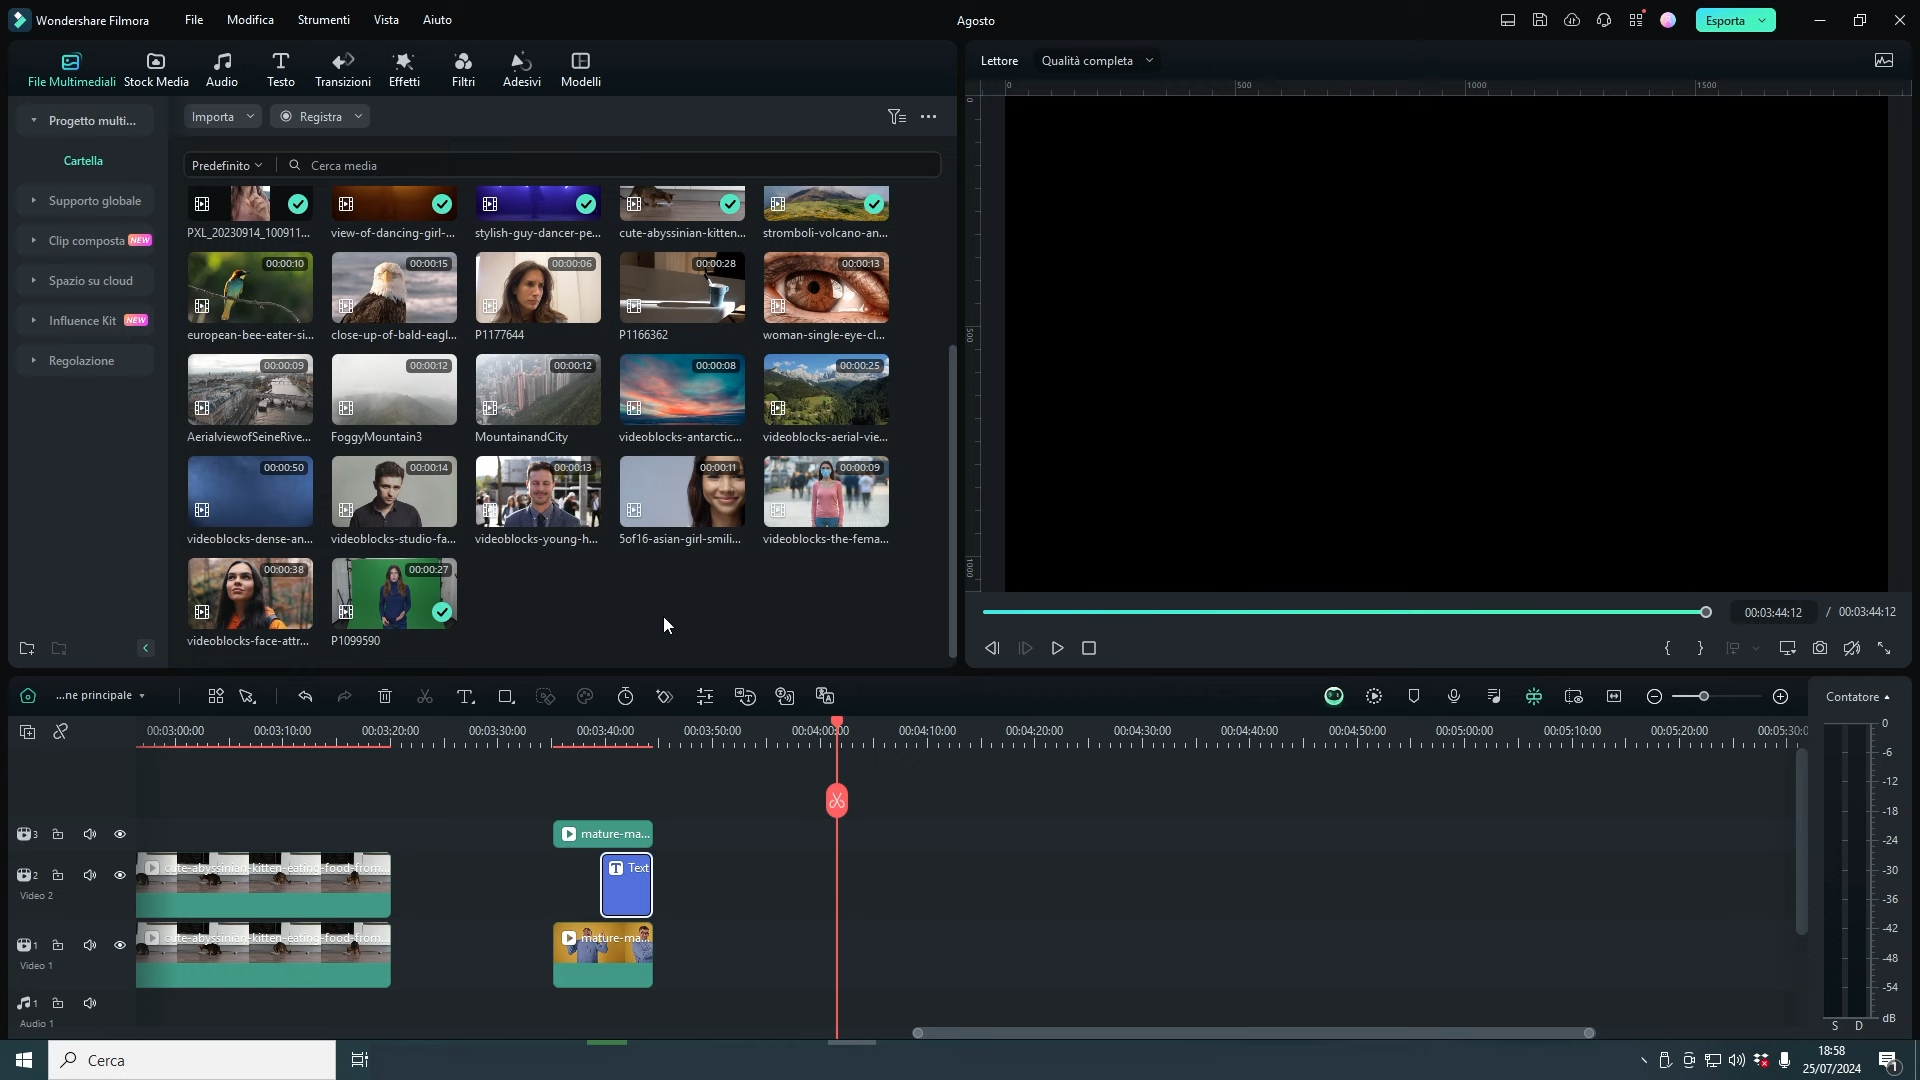 Wondershare Filmora File Modifica Strumenti Vista Aiuto Agosto Esporta
File Multimediali Stock Media Audio Testo Transizioni Effetti Filtri Adesivi Modelli
Lettore Qualità completa
0 500 1000 1500
Progetto multi...
Importa Registra
Cartella
Predefinito Cerca media
Supporto globale
Clip composta NEW
Spazio su cloud
Influence Kit NEW
Regolazione
PXL_20230914_100911... view-of-dancing-girl-... stylish-guy-dancer-pe... cute-abyssinian-kitten... stromboli-volcano-an...
00:00:10 00:00:15 00:00:06 00:00:28 00:00:13
european-bee-eater-si... close-up-of-bald-eagl... P1177644 P1166362 woman-single-eye-cl...
00:00:09 00:00:12 00:00:12 00:00:08 00:00:25
AerialviewofSeineRive... FoggyMountain3 MountainandCity videoblocks-antarctic... videoblocks-aerial-vie...
00:00:50 00:00:14 00:00:13 00:00:11 00:00:09
videoblocks-dense-an... videoblocks-studio-fa... videoblocks-young-h... 5of16-asian-girl-smili... videoblocks-the-fema...
00:00:38 00:00:27
videoblocks-face-attr... P1099590
0
500
1000
00:03:44:12 / 00:03:44:12
...ne principale
Contatore
00:03:00:00 00:03:10:00 00:03:20:00 00:03:30:00 00:03:40:00 00:03:50:00 00:04:00:00 00:04:10:00 00:04:20:00 00:04:30:00 00:04:40:00 00:04:50:00 00:05:00:00 00:05:10:00 00:05:20:00 00:05:30:0
3 mature-ma...
2 cute-abyssinian-kitten-eating-food-from... Text
Video 2
1 cute-abyssinian-kitten-eating-food-from... mature-ma...
Video 1
1
Audio 1
0
-6
-12
-18
-24
-30
-36
-42
-48
-54
dB
S D
Cerca
18:58
25/07/2024
1